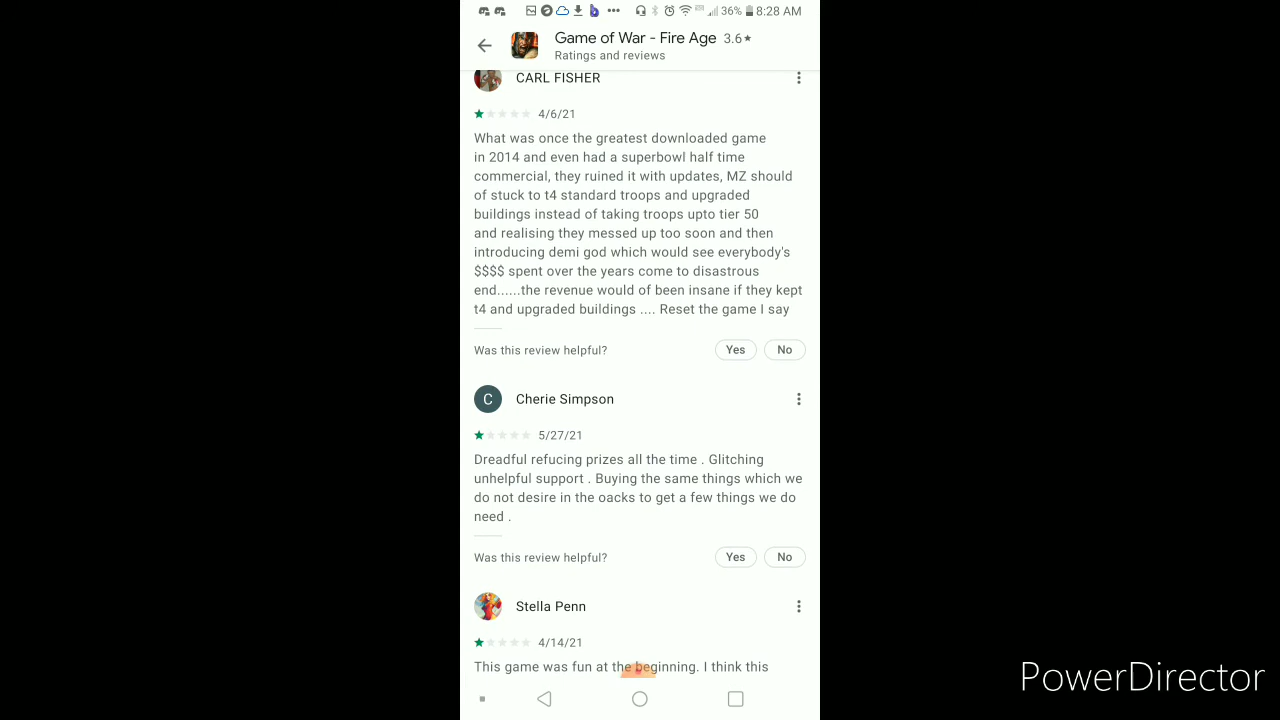 36% 8:28 AM
Game of War - Fire Age 3.6★
Ratings and reviews
CARL FISHER
4/6/21
What was once the greatest downloaded game
in 2014 and even had a superbowl half time
commercial, they ruined it with updates, MZ should
of stuck to t4 standard troops and upgraded
buildings instead of taking troops upto tier 50
and realising they messed up too soon and then
introducing demi god which would see everybody's
$$$$ spent over the years come to disastrous
end......the revenue would of been insane if they kept
t4 and upgraded buildings .... Reset the game I say
Was this review helpful? Yes No
C Cherie Simpson
5/27/21
Dreadful refucing prizes all the time . Glitching
unhelpful support . Buying the same things which we
do not desire in the oacks to get a few things we do
need .
Was this review helpful? Yes No
Stella Penn
4/14/21
This game was fun at the beginning. I think this
PowerDirector